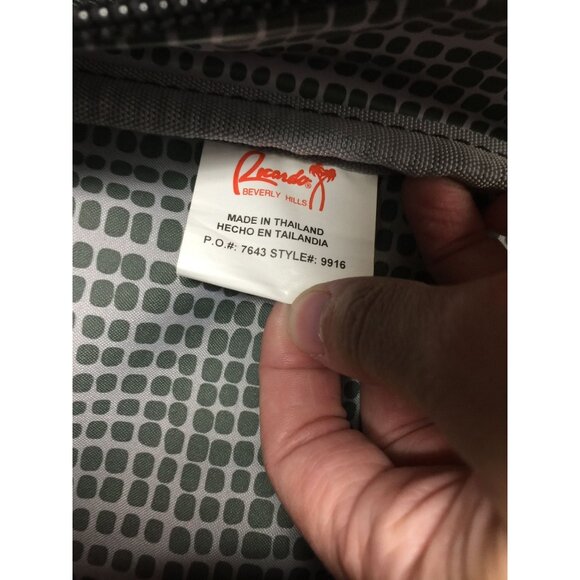 Ricardo
BEVERLY HILLS
MADE IN THAILAND
HECHO EN TAILANDIA
P.O.#: 7643 STYLE#: 9916